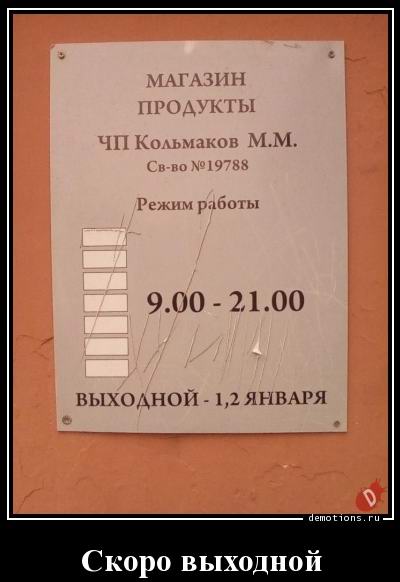 МАГАЗИН
ПРОДУКТЫ
ЧП Кольмаков М.М.
Св-во №19788
Режим работы
9.00 - 21.00
ВЫХОДНОЙ - 1,2 ЯНВАРЯ
D
demotions.ru
Скоро выходной